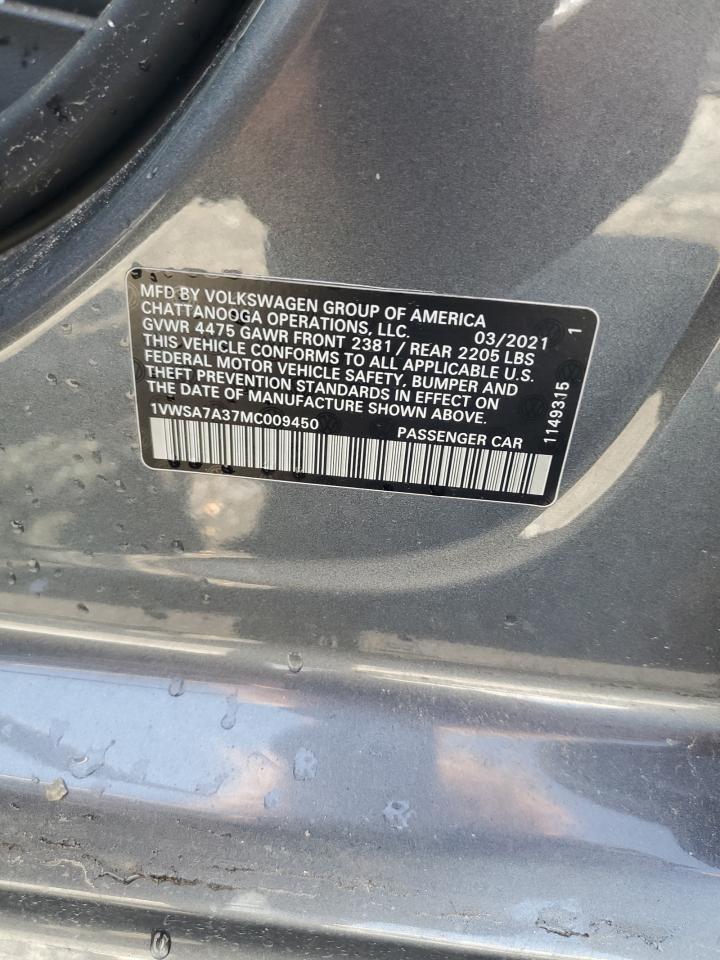 MFD BY VOLKSWAGEN GROUP OF AMERICA
CHATTANOOGA OPERATIONS, LLC. 03/2021 1
GVWR 4475 GAWR FRONT 2381 / REAR 2205 LBS
THIS VEHICLE CONFORMS TO ALL APPLICABLE U.S.
FEDERAL MOTOR VEHICLE SAFETY, BUMPER AND
THEFT PREVENTION STANDARDS IN EFFECT ON
THE DATE OF MANUFACTURE SHOWN ABOVE.
1VWSA7A37MC009450 PASSENGER CAR
1149315